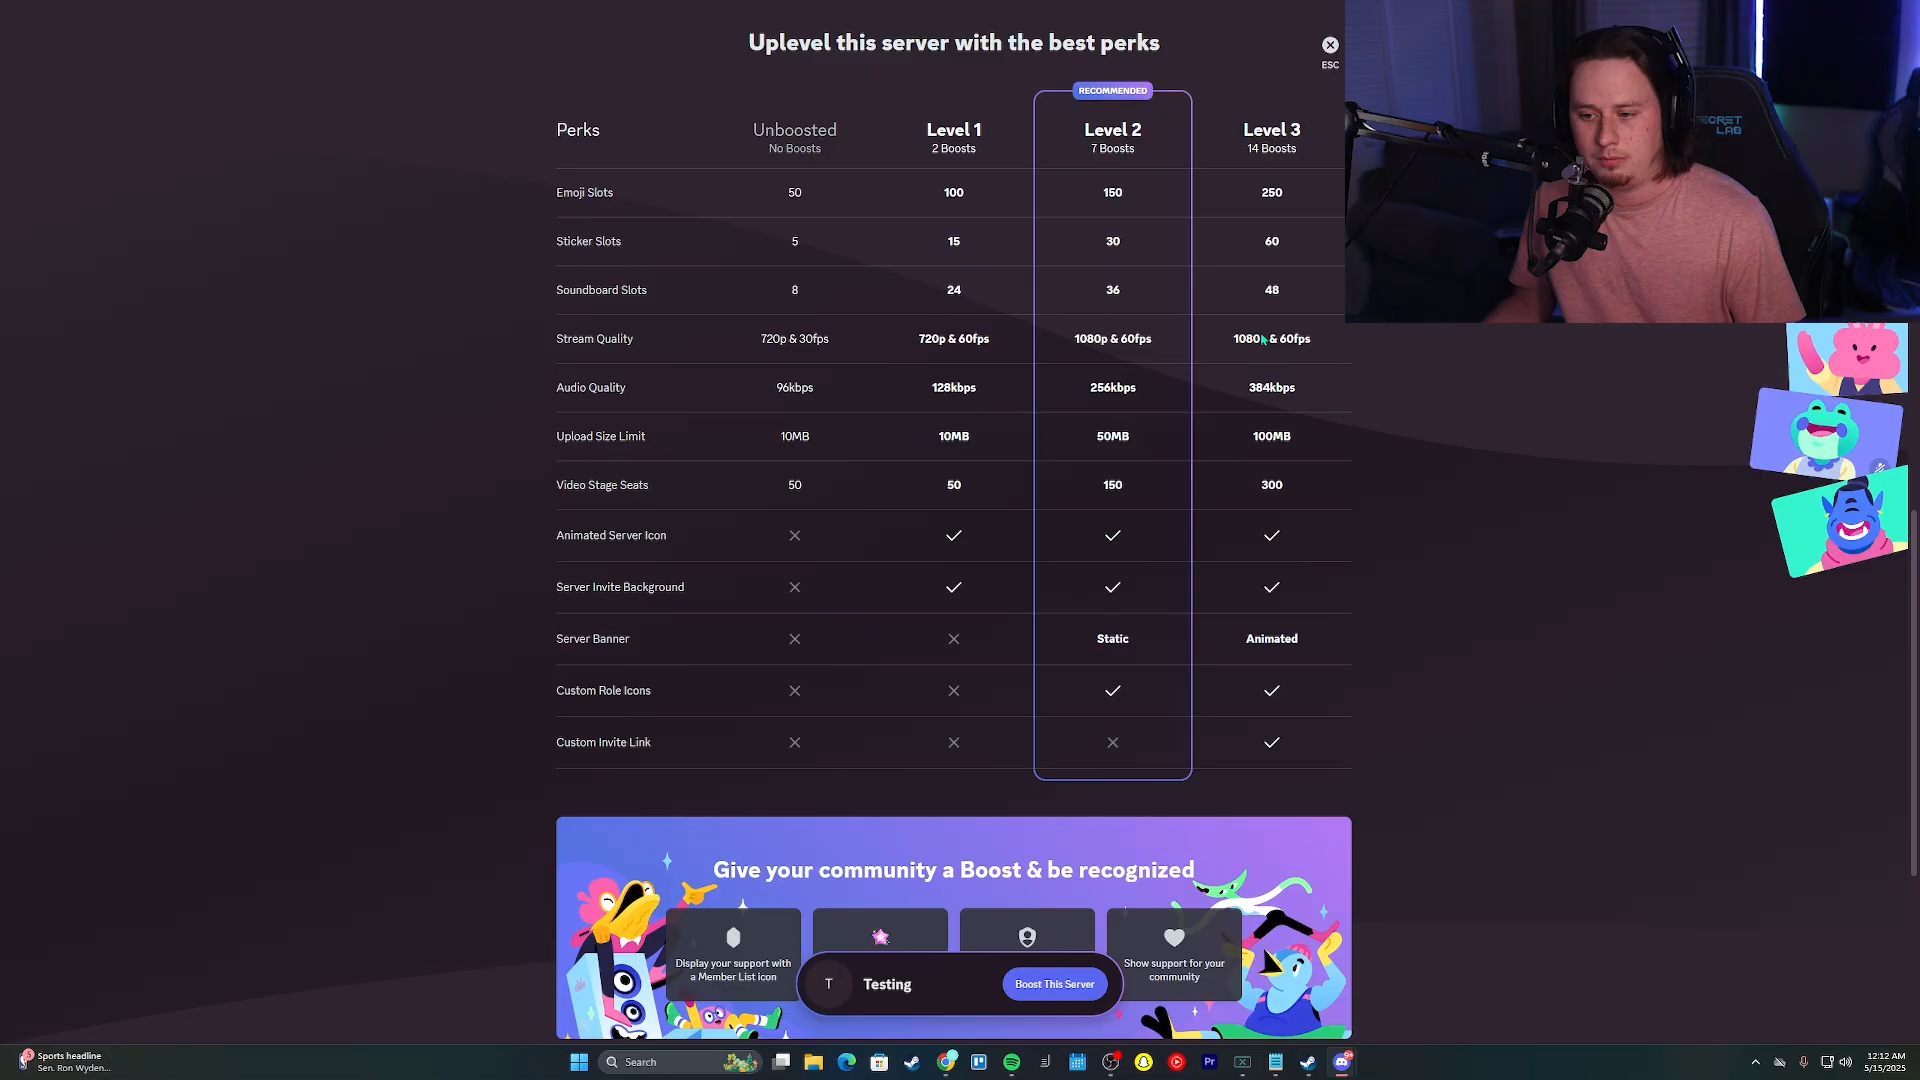 Uplevel this server with the best perks
ESC
RECOMMENDED
Perks Unboosted Level 1 Level 2 Level 3
No Boosts 2 Boosts 7 Boosts 14 Boosts
Emoji Slots 50 100 150 250
Sticker Slots 5 15 30 60
Soundboard Slots 8 24 36 48
Stream Quality 720p & 30fps 720p & 60fps 1080p & 60fps 1080 & 60fps
Audio Quality 96kbps 128kbps 256kbps 384kbps
Upload Size Limit 10MB 10MB 50MB 100MB
Video Stage Seats 50 50 150 300
Animated Server Icon
Server Invite Background
Server Banner Static Animated
Custom Role Icons
Custom Invite Link
Give your community a Boost & be recognized
Display your support with
a Member List icon
Show support for your
community
T Testing Boost This Server
SECRET
LAB
Sports headline
Sen. Ron Wyden...
Search
Pr
12:12 AM
5/15/2025